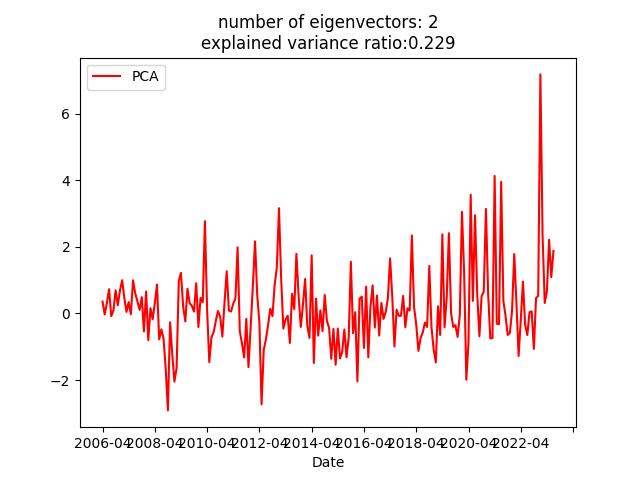 number of eigenvectors: 2
explained variance ratio:0.229
PCA
6
4
2
0
−2
2006-04 2008-04 2010-04 2012-04 2014-04 2016-04 2018-04 2020-04 2022-04
Date